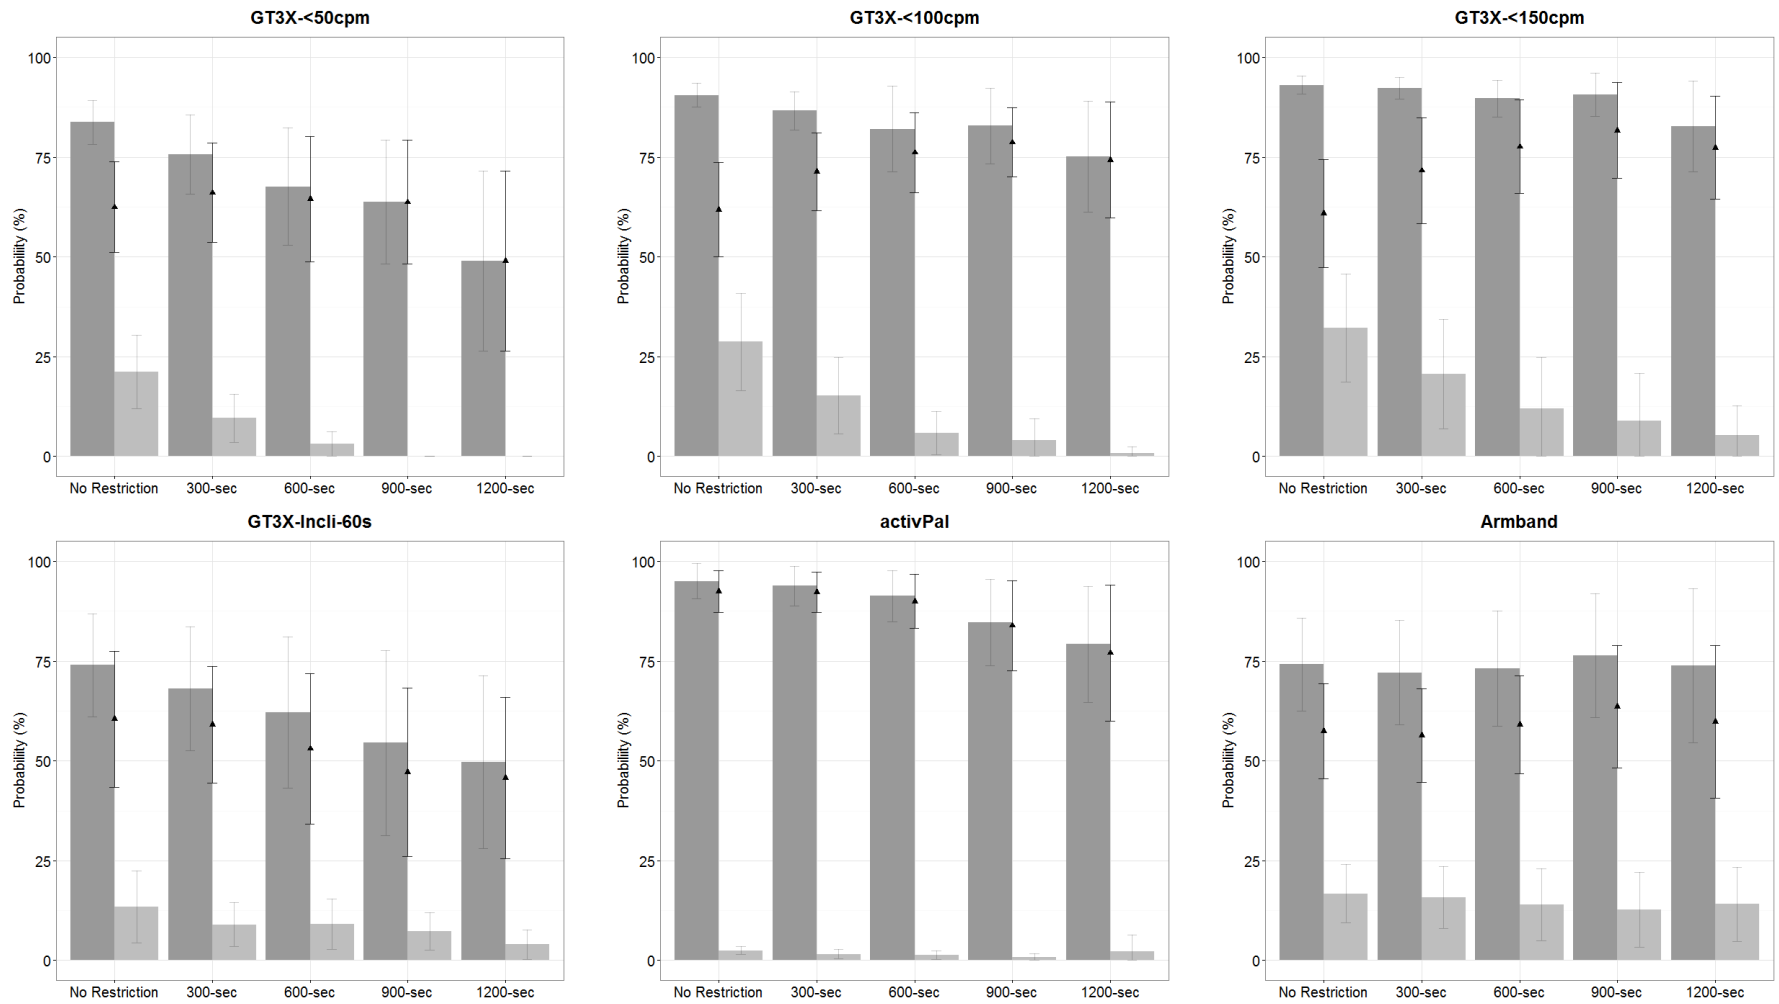 GT3X-<50cpm
GT3X-<100cpm
GT3X-<150cpm
Probability (%)
100
75
50
25
0
No Restriction 300-sec 600-sec 900-sec 1200-sec
Probability (%)
100
75
50
25
0
No Restriction 300-sec 600-sec 900-sec 1200-sec
Probability (%)
100
75
50
25
0
No Restriction 300-sec 600-sec 900-sec 1200-sec
GT3X-Incli-60s
activPal
Armband
Probability (%)
100
75
50
25
0
No Restriction 300-sec 600-sec 900-sec 1200-sec
Probability (%)
100
75
50
25
0
No Restriction 300-sec 600-sec 900-sec 1200-sec
Probability (%)
100
75
50
25
0
No Restriction 300-sec 600-sec 900-sec 1200-sec